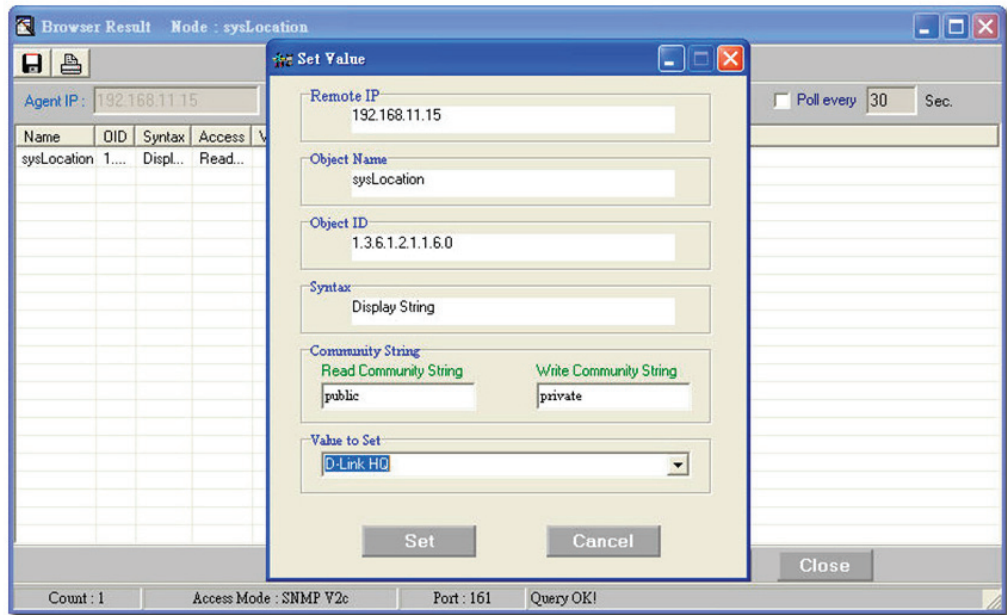 Browser Result Node : sysLocation
Set Value
Agent IP : 192.168.11.15
Poll every 30 Sec.
Name OID Syntax Access V
sysLocation 1.... Displ... Read...
Remote IP
192.168.11.15
Object Name
sysLocation
Object ID
1.3.6.1.2.1.1.6.0
Syntax
Display String
Community String
Read Community String Write Community String
public private
Value to Set
D-Link HQ
Set Cancel
Close
Count : 1 Access Mode : SNMP V2c Port : 161 Query OK!